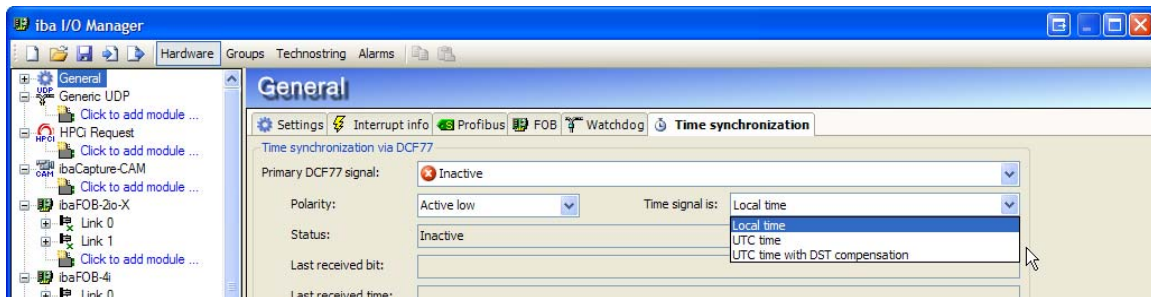 iba I/O Manager
Hardware Groups Technostring Alarms
General
UDP Generic UDP
Click to add module ...
HPCi HPCi Request
Click to add module ...
CAM ibaCapture-CAM
Click to add module ...
ibaFOB-2io-X
Link 0
Link 1
Click to add module ...
ibaFOB-4i
Link 0
General
Settings Interrupt info Profibus FOB Watchdog Time synchronization
Time synchronization via DCF77
Primary DCF77 signal: Inactive
Polarity: Active low Time signal is: Local time
Local time
UTC time
UTC time with DST compensation
Status: Inactive
Last received bit:
Last received time: